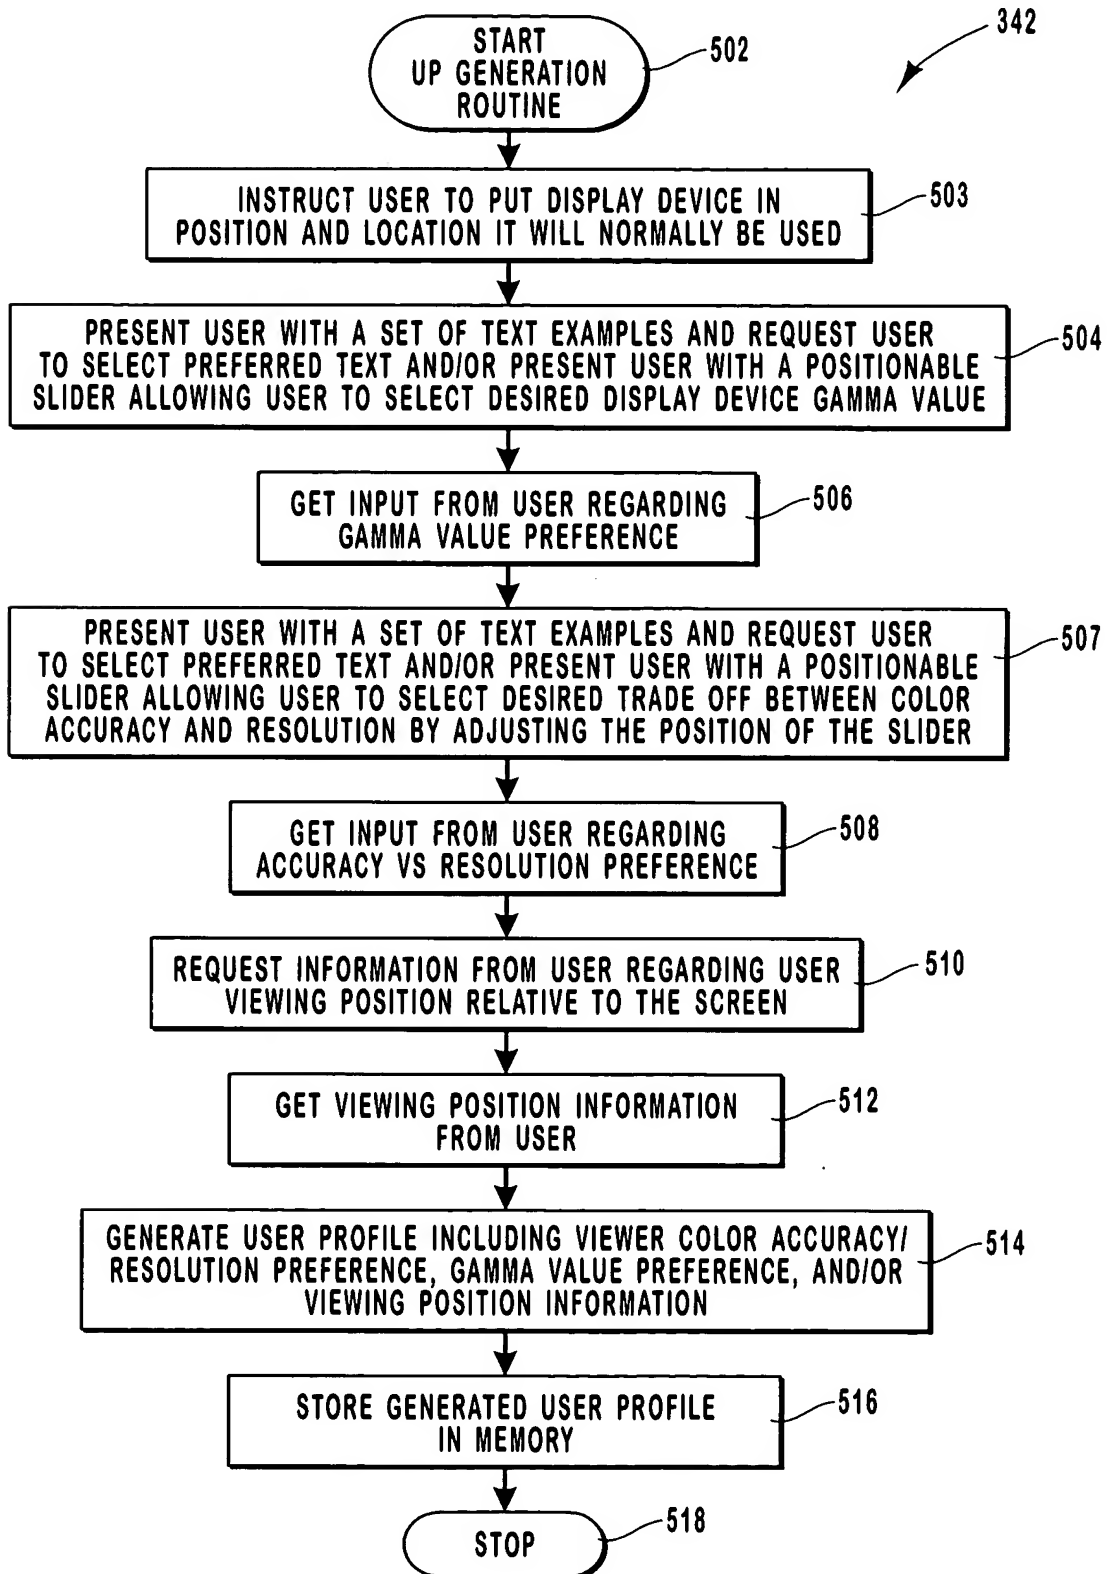 342
START
UP GENERATION
ROUTINE
502
INSTRUCT USER TO PUT DISPLAY DEVICE IN
POSITION AND LOCATION IT WILL NORMALLY BE USED
503
PRESENT USER WITH A SET OF TEXT EXAMPLES AND REQUEST USER
TO SELECT PREFERRED TEXT AND/OR PRESENT USER WITH A POSITIONABLE
SLIDER ALLOWING USER TO SELECT DESIRED DISPLAY DEVICE GAMMA VALUE
504
GET INPUT FROM USER REGARDING
GAMMA VALUE PREFERENCE
506
PRESENT USER WITH A SET OF TEXT EXAMPLES AND REQUEST USER
TO SELECT PREFERRED TEXT AND/OR PRESENT USER WITH A POSITIONABLE
SLIDER ALLOWING USER TO SELECT DESIRED TRADE OFF BETWEEN COLOR
ACCURACY AND RESOLUTION BY ADJUSTING THE POSITION OF THE SLIDER
507
GET INPUT FROM USER REGARDING
ACCURACY VS RESOLUTION PREFERENCE
508
REQUEST INFORMATION FROM USER REGARDING USER
VIEWING POSITION RELATIVE TO THE SCREEN
510
GET VIEWING POSITION INFORMATION
FROM USER
512
GENERATE USER PROFILE INCLUDING VIEWER COLOR ACCURACY/
RESOLUTION PREFERENCE, GAMMA VALUE PREFERENCE, AND/OR
VIEWING POSITION INFORMATION
514
STORE GENERATED USER PROFILE
IN MEMORY
516
STOP
518